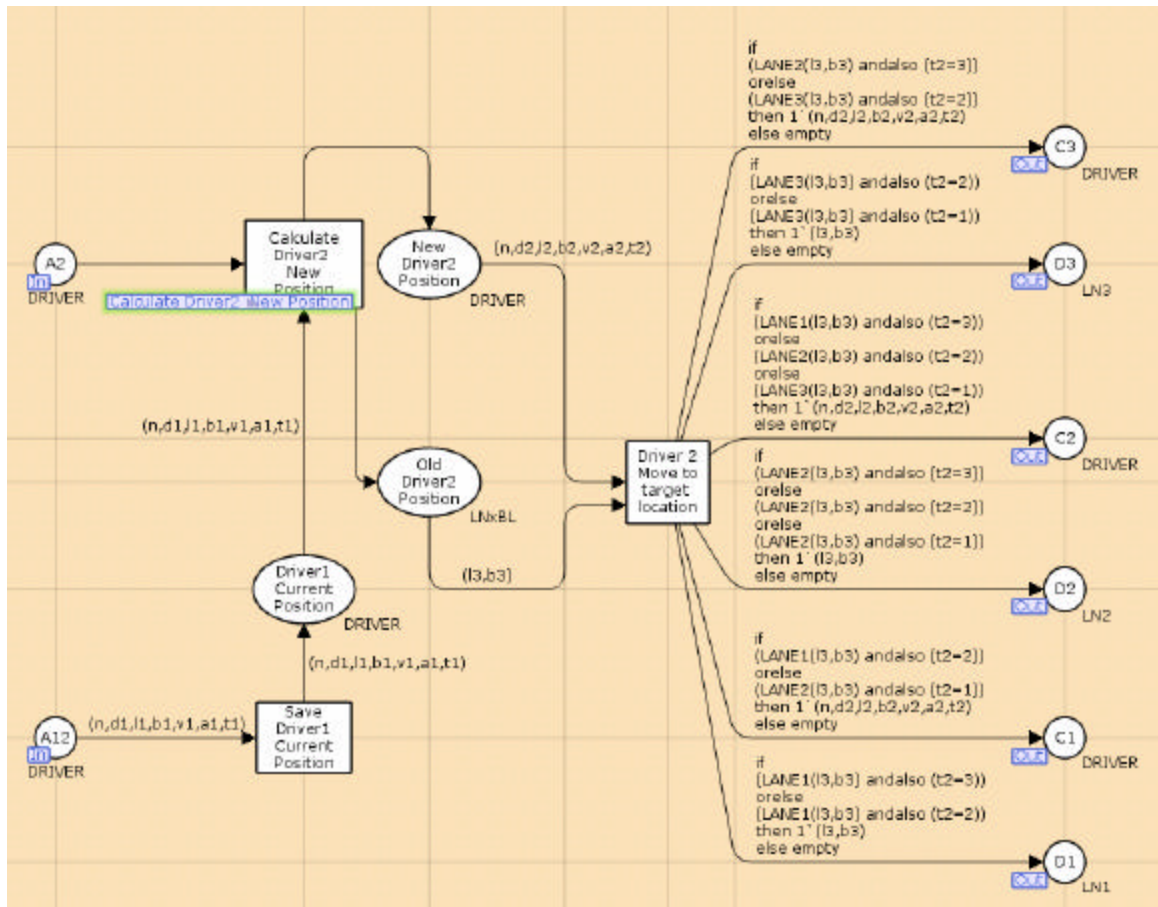 if
(LANE2(l3,b3) andalso (t2=3))
orelse
(LANE3(l3,b3) andalso (t2=2))
then 1`(n,d2,l2,b2,v2,a2,t2)
else empty
C3
Out
DRIVER
if
(LANE3(l3,b3) andalso (t2=2))
orelse
(LANE3(l3,b3) andalso (t2=1))
then 1`(l3,b3)
else empty
D3
Out
LN3
A2
In
DRIVER
Calculate
Driver2
New
Position
Calculate Driver2 New Position
New
Driver2
Position
DRIVER
(n,d2,l2,b2,v2,a2,t2)
if
(LANE1(l3,b3) andalso (t2=3))
orelse
(LANE2(l3,b3) andalso (t2=2))
orelse
(LANE3(l3,b3) andalso (t2=1))
then 1`(n,d2,l2,b2,v2,a2,t2)
else empty
C2
Out
DRIVER
(n,d1,l1,b1,v1,a1,t1)
Old
Driver2
Position
LNxBL
(l3,b3)
Driver 2
Move to
target
location
if
(LANE2(l3,b3) andalso (t2=3))
orelse
(LANE2(l3,b3) andalso (t2=2))
orelse
(LANE2(l3,b3) andalso (t2=1))
then 1`(l3,b3)
else empty
D2
Out
LN2
Driver1
Current
Position
DRIVER
(n,d1,l1,b1,v1,a1,t1)
A12
In
DRIVER
(n,d1,l1,b1,v1,a1,t1)
Save
Driver1
Current
Position
if
(LANE1(l3,b3) andalso (t2=2))
orelse
(LANE2(l3,b3) andalso (t2=1))
then 1`(n,d2,l2,b2,v2,a2,t2)
else empty
C1
Out
DRIVER
if
(LANE1(l3,b3) andalso (t2=3))
orelse
(LANE1(l3,b3) andalso (t2=2))
then 1`(l3,b3)
else empty
D1
Out
LN1